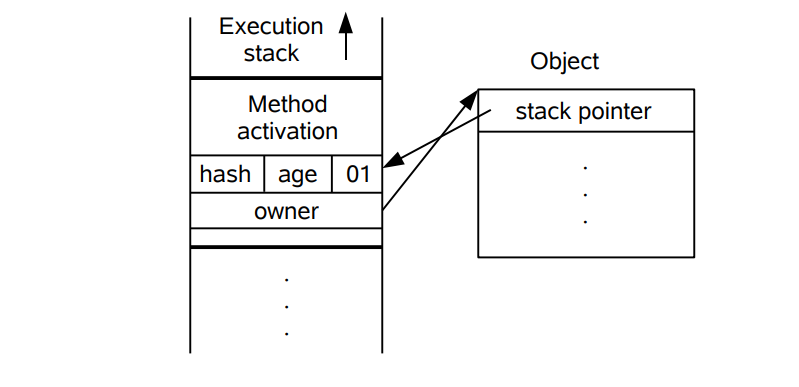 Execution
stack
Object
Method
activation
stack pointer
hash age 01
owner